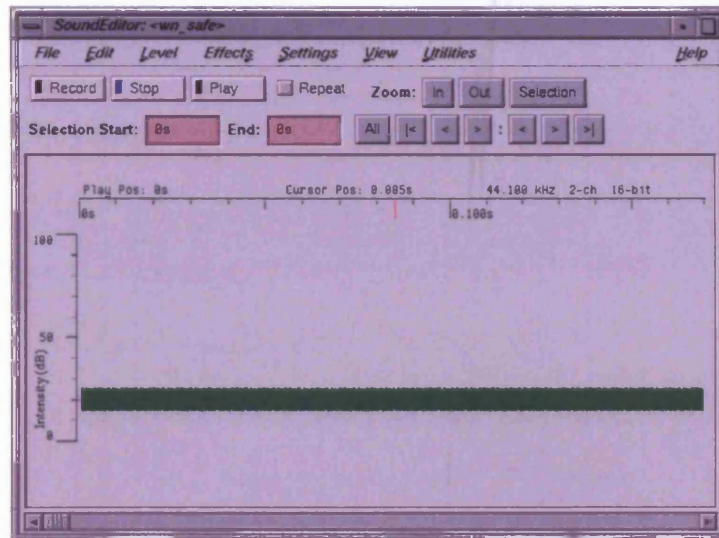 SoundEditor: <wn_safe>
File Edit Level Effects Settings View Utilities Help
Record Stop Play Repeat Zoom: In Out Selection
Selection Start: 0s End: 0s All |< < > : < > >|
Play Pos: 0s Cursor Pos: 0.085s 44.100 kHz 2-ch 16-bit
0s 0.100s
100
50
0
Intensity (dB)